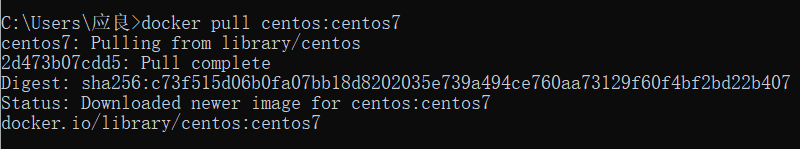 C:\Users\应良>docker pull centos:centos7
centos7: Pulling from library/centos
2d473b07cdd5: Pull complete
Digest: sha256:c73f515d06b0fa07bb18d8202035e739a494ce760aa73129f60f4bf2bd22b407
Status: Downloaded newer image for centos:centos7
docker.io/library/centos:centos7